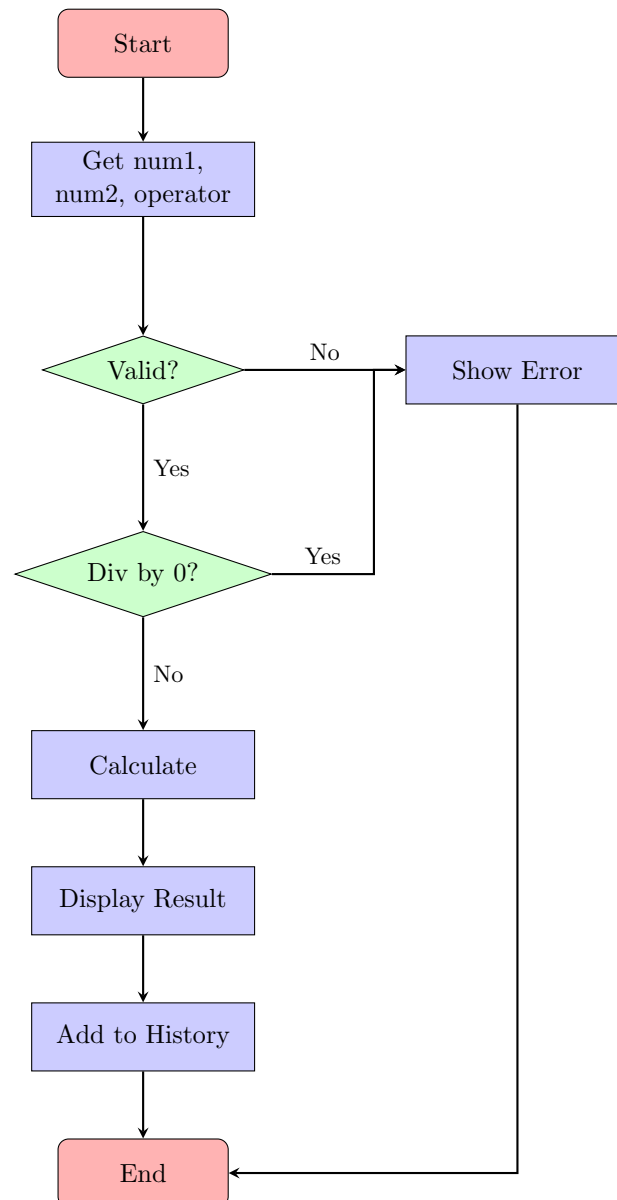 Start
Get num1,
num2, operator
Valid?
No
Show Error
Yes
Div by 0?
Yes
No
Calculate
Display Result
Add to History
End